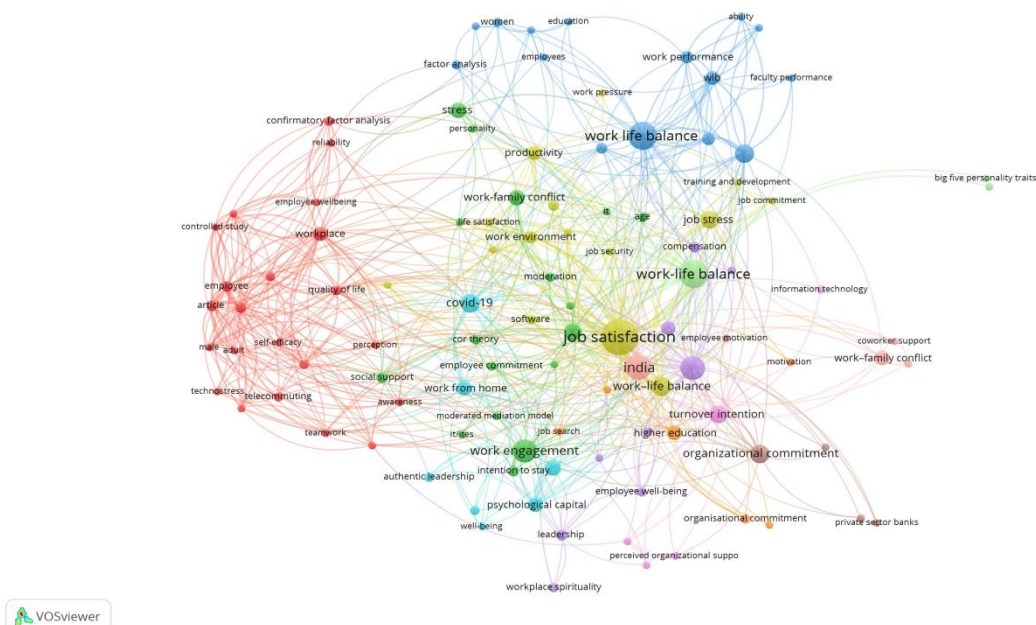 ability
women
education
work performance
employees
factor analysis
wlb
faculty performance
work pressure
stress
confirmatory factor analysis
personality
work life balance
reliability
productivity
big five personality traits
training and development
work-family conflict
job commitment
employee wellbeing
it
age
job stress
life satisfaction
controlled study
workplace
work environment
compensation
job security
work-life balance
moderation
employee
quality of life
information technology
article
covid-19
software
job satisfaction
cor theory
employee motivation
coworker support
male
adult
self-efficacy
perception
work–family conflict
motivation
employee commitment
india
social support
work from home
work–life balance
technostress
telecommuting
awareness
turnover intention
moderated mediation model
teamwork
it/ites
job search
higher education
work engagement
organizational commitment
intention to stay
authentic leadership
employee well-being
psychological capital
organisational commitment
private sector banks
well-being
leadership
perceived organizational suppo
workplace spirituality
VOSviewer